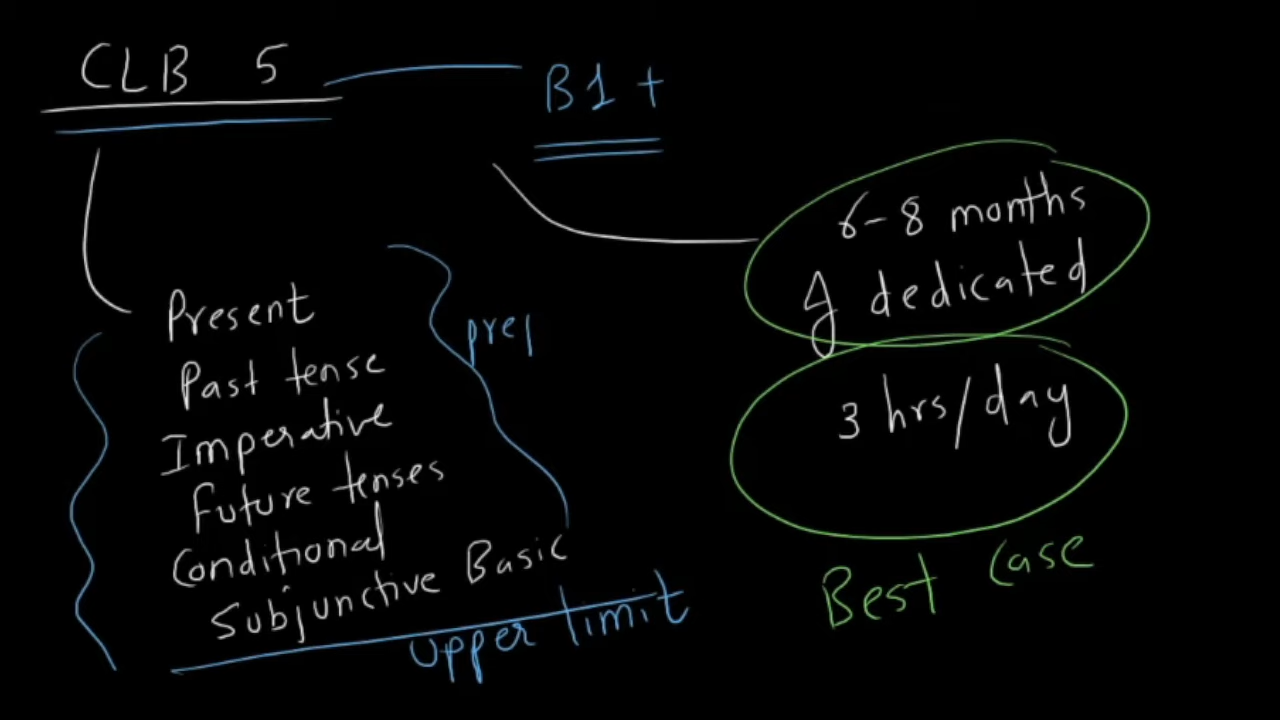 CLB 5
B1+
6-8 months
If dedicated
3 hrs/day
Best Case
Present
Past tense
Imperative
Future tenses
Conditional
Subjunctive Basic
prep
Upper limit